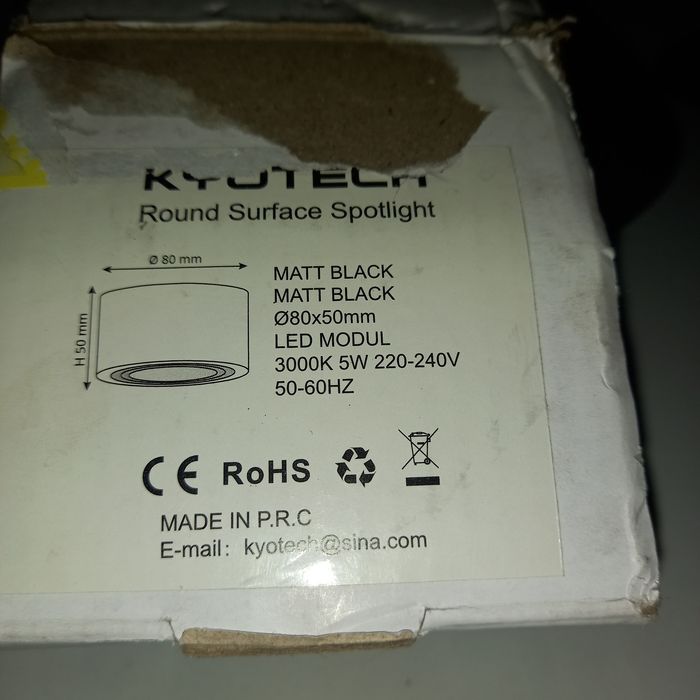 KYOTECH
Round Surface Spotlight
Ø 80 mm
H 50 mm
MATT BLACK
MATT BLACK
Ø80x50mm
LED MODUL
3000K 5W 220-240V
50-60HZ
CE RoHS
MADE IN P.R.C
E-mail: kyotech@sina.com